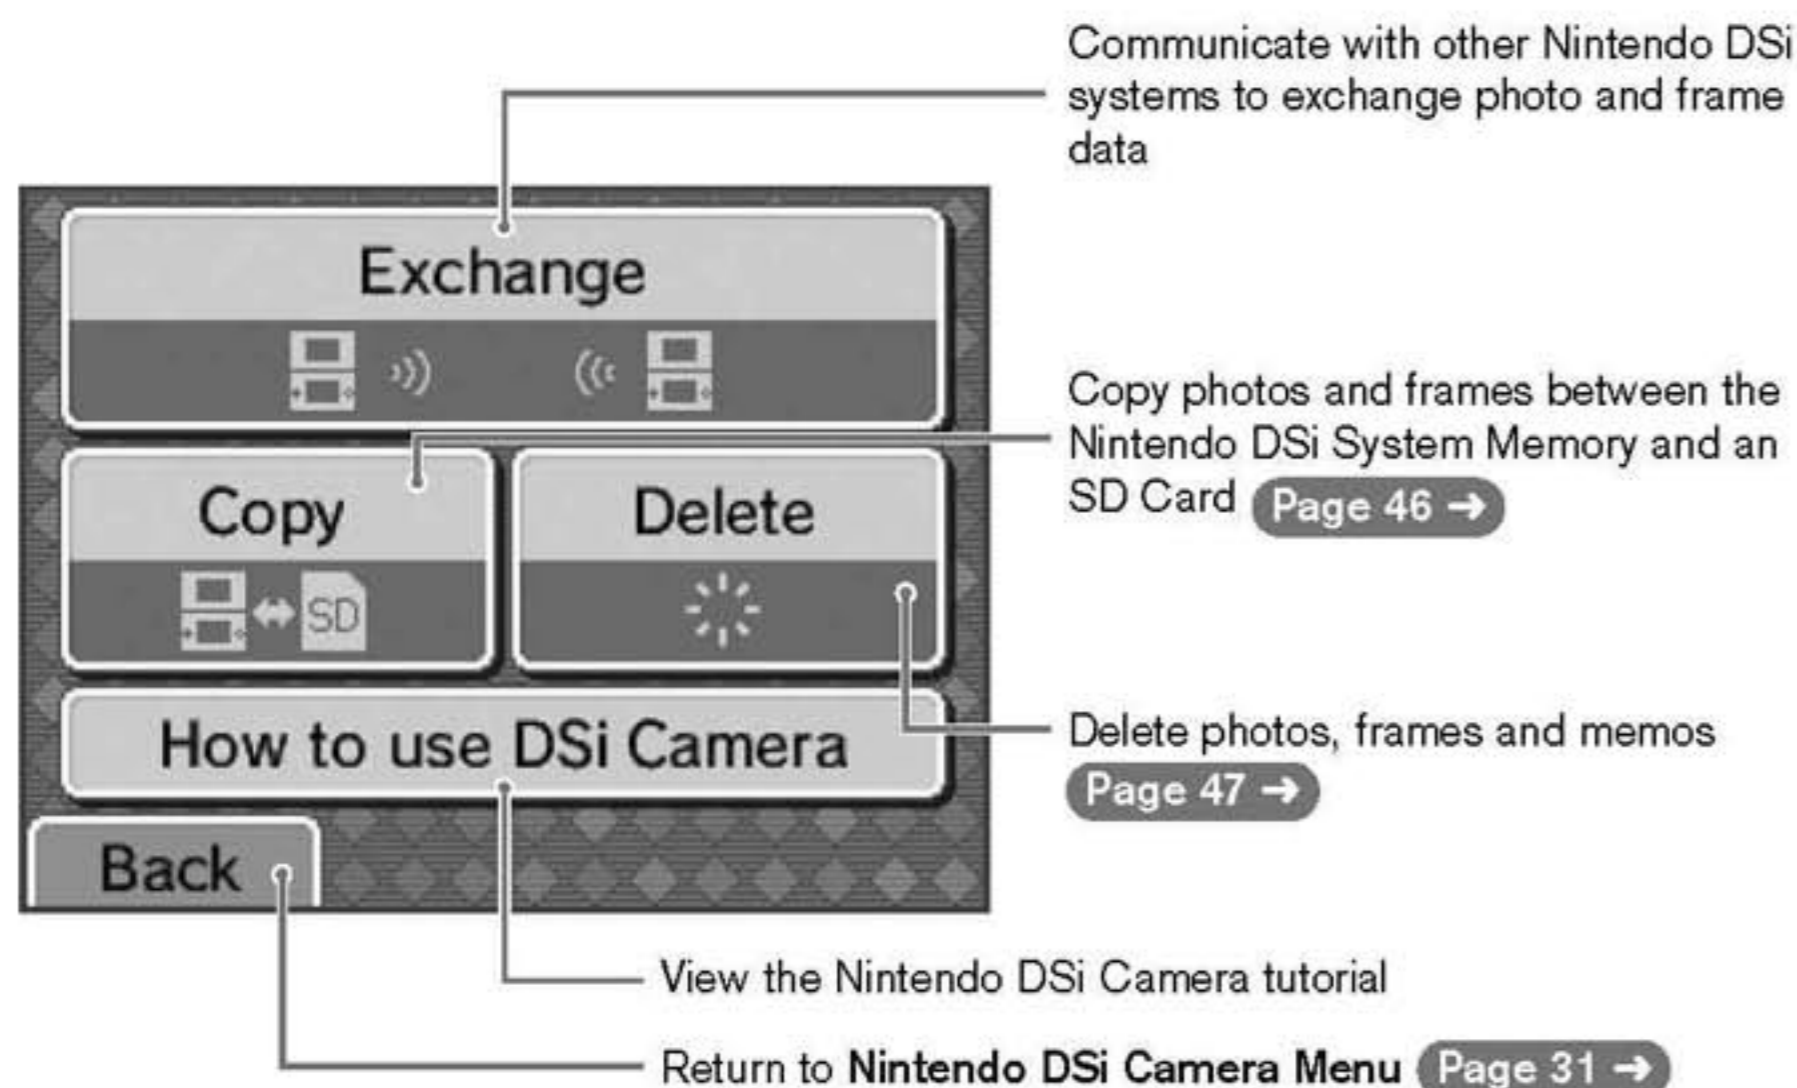 Communicate with other Nintendo DSi
systems to exchange photo and frame
data
Exchange
Copy photos and frames between the
Nintendo DSi System Memory and an
SD Card Page 46 →
Copy
Delete
SD
Delete photos, frames and memos
Page 47 →
How to use DSi Camera
Back
View the Nintendo DSi Camera tutorial
Return to Nintendo DSi Camera Menu Page 31 →